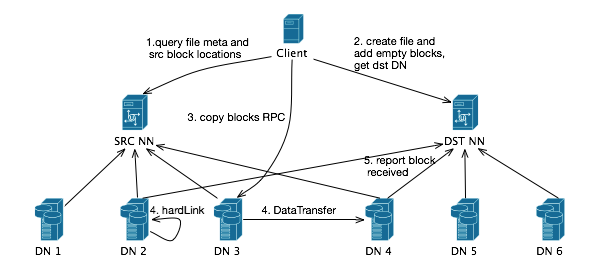 1.query file meta and
src block locations
Client
2. create file and
add empty blocks,
get dst DN
3. copy blocks RPC
SRC NN
DST NN
5. report block
received
4. hardLink
4. DataTransfer
DN 1
DN 2
DN 3
DN 4
DN 5
DN 6